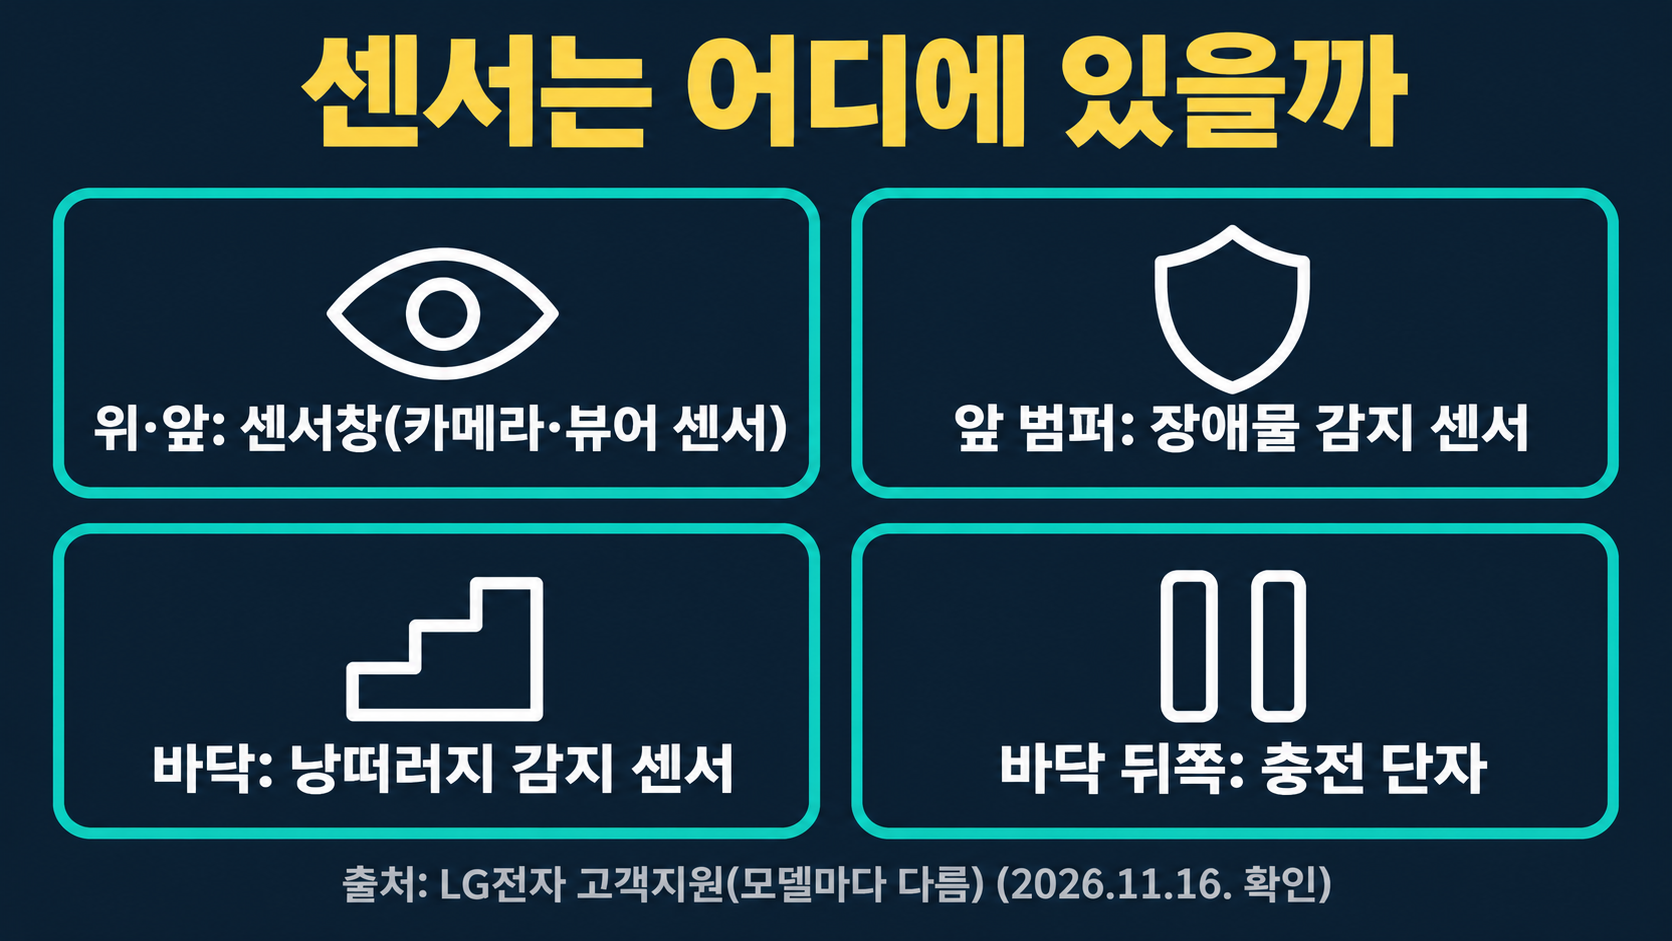 센서는 어디에 있을까
위·앞: 센서창(카메라·뷰어 센서)
앞 범퍼: 장애물 감지 센서
바닥: 낭떠러지 감지 센서
바닥 뒤쪽: 충전 단자
출처: LG전자 고객지원(모델마다 다름) (2026.11.16. 확인)